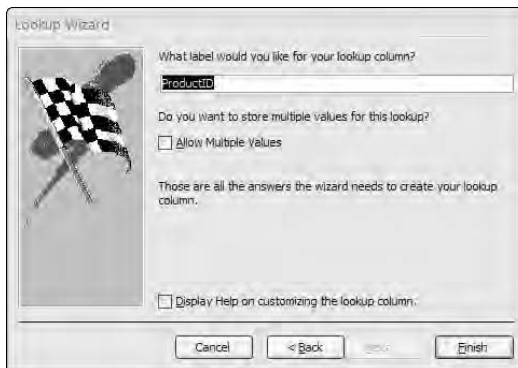 Lookup Wizard
What label would you like for your lookup column?
ProductID
Do you want to store multiple values for this lookup?
Allow Multiple Values
Those are all the answers the wizard needs to create your lookup
column.
Display Help on customizing the lookup column.
Cancel
< Back
Finish